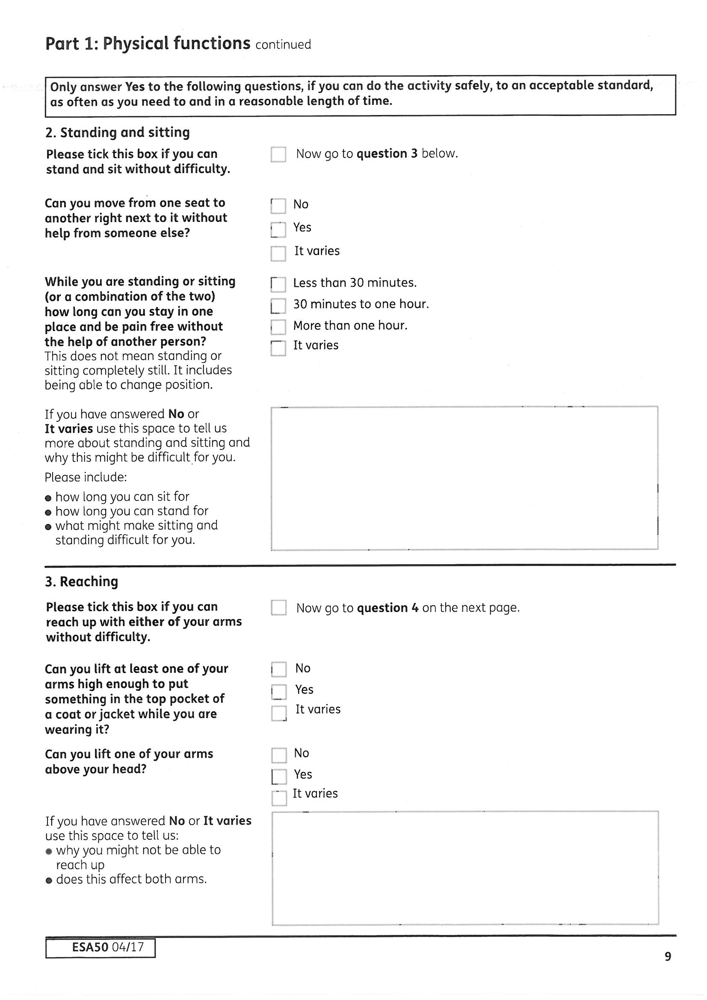 Part 1: Physical functions continued
Only answer Yes to the following questions, if you can do the activity safely, to an acceptable standard,
as often as you need to and in a reasonable length of time.
2. Standing and sitting
Please tick this box if you can
stand and sit without difficulty.
Now go to question 3 below.
Can you move from one seat to
another right next to it without
help from someone else?
No
Yes
It varies
While you are standing or sitting
(or a combination of the two)
how long can you stay in one
place and be pain free without
the help of another person?
This does not mean standing or
sitting completely still. It includes
being able to change position.
Less than 30 minutes.
30 minutes to one hour.
More than one hour.
It varies
If you have answered No or
It varies use this space to tell us
more about standing and sitting and
why this might be difficult for you.
Please include:
• how long you can sit for
• how long you can stand for
• what might make sitting and
standing difficult for you.
3. Reaching
Please tick this box if you can
reach up with either of your arms
without difficulty.
Now go to question 4 on the next page.
Can you lift at least one of your
arms high enough to put
something in the top pocket of
a coat or jacket while you are
wearing it?
No
Yes
It varies
Can you lift one of your arms
above your head?
No
Yes
It varies
If you have answered No or It varies
use this space to tell us:
• why you might not be able to
reach up
• does this affect both arms.
ESA50 04/17
9